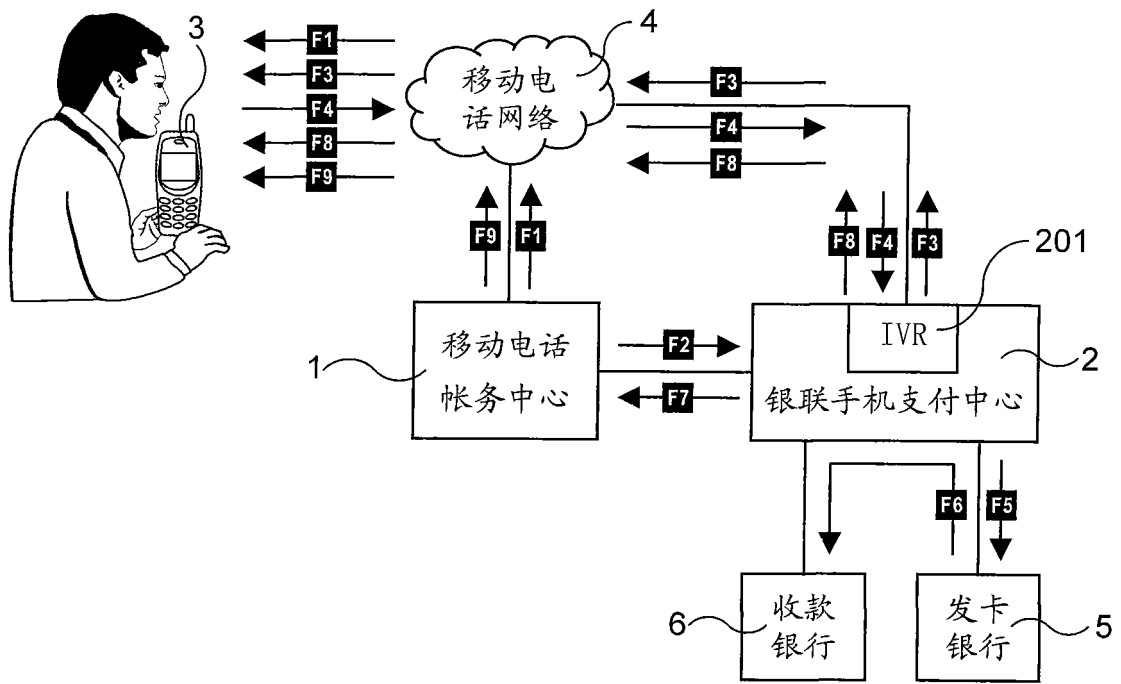 3
F1
F3
F4
F8
F9
4
移动电
话网络
F3
F4
F8
F9
F1
F8
F4
F3
201
1
移动电话
帐务中心
F2
F7
IVR
2
银联手机支付中心
F6
F5
6
收款
银行
发卡
银行
5